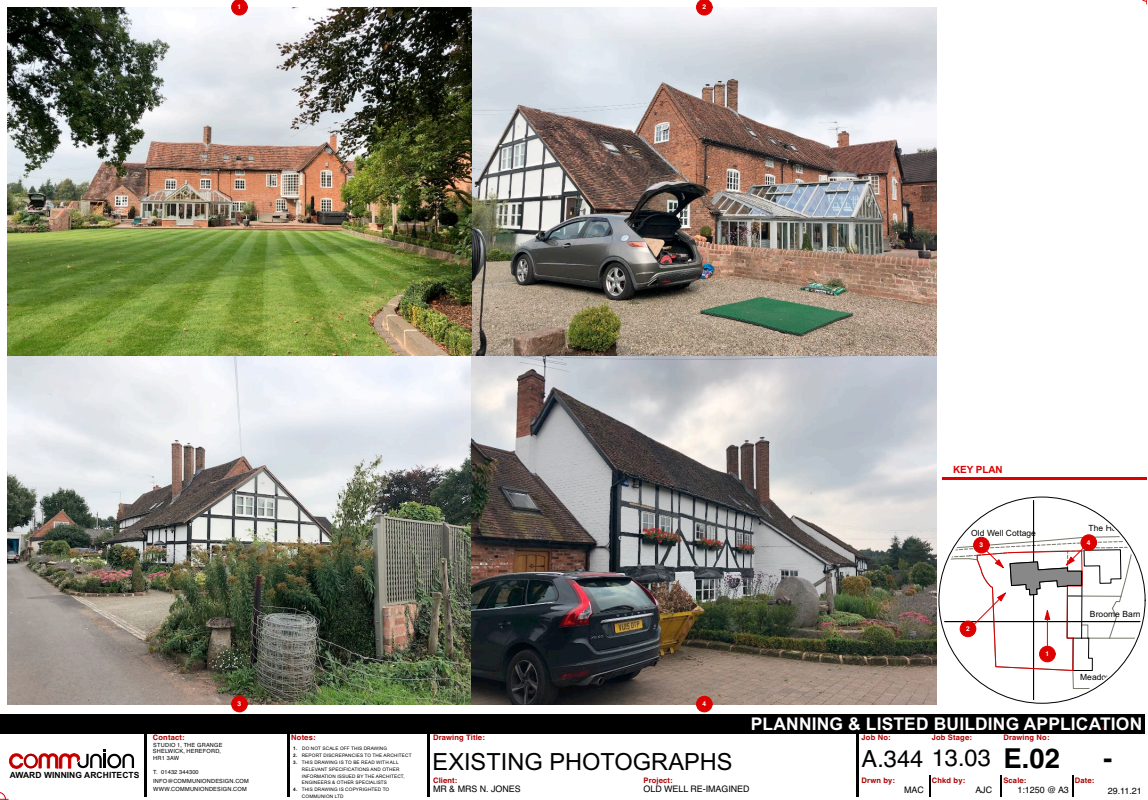 1
2
3
4
KEY PLAN
Old Well Cottage
The H
3
4
Broome Barn
2
1
Meado
PLANNING & LISTED BUILDING APPLICATION
communion
AWARD WINNING ARCHITECTS
Contact:
STUDIO 1, THE GRANGE
SHELWICK, HEREFORD,
HR1 3AW
T. 01432 344300
INFO@COMMUNIONDESIGN.COM
WWW.COMMUNIONDESIGN.COM
Notes:
1. DO NOT SCALE OFF THIS DRAWING
2. REPORT DISCREPANCIES TO THE ARCHITECT
3. THIS DRAWING IS TO BE READ WITH ALL
RELEVANT SPECIFICATIONS AND OTHER
INFORMATION ISSUED BY THE ARCHITECT,
ENGINEERS & OTHER SPECIALISTS
4. THIS DRAWING IS COPYRIGHTED TO
COMMUNION LTD
Drawing Title:
EXISTING PHOTOGRAPHS
Client:
MR & MRS N. JONES
Project:
OLD WELL RE-IMAGINED
Job No:
A.344
Job Stage:
13.03
Drawing No:
E.02 -
Drwn by:
MAC
Chkd by:
AJC
Scale:
1:1250 @ A3
Date:
29.11.21